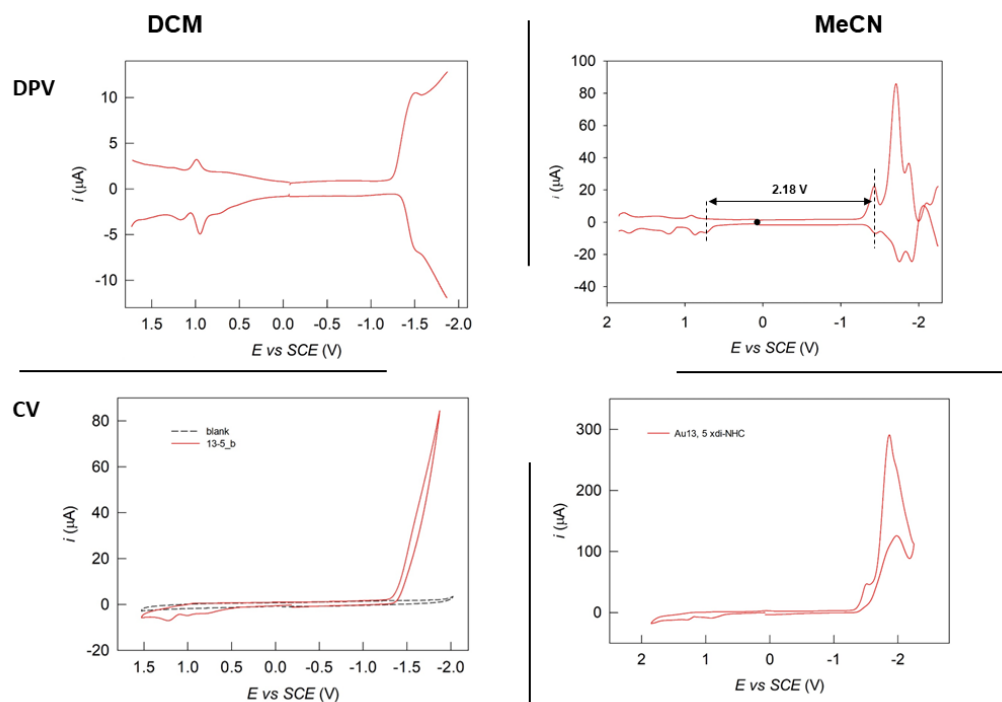 DCM
MeCN
DPV
10
5
0
-5
-10
i (µA)
1.5 1.0 0.5 0.0 -0.5 -1.0 -1.5 -2.0
E vs SCE (V)
100
80
60
40
20
0
-20
-40
i (µA)
2.18 V
2 1 0 -1 -2
E vs SCE (V)
CV
80
60
40
20
0
-20
i (µA)
blank
13-5_b
1.5 1.0 0.5 0.0 -0.5 -1.0 -1.5 -2.0
E vs SCE (V)
300
200
100
0
i (µA)
Au13, 5 xdi-NHC
2 1 0 -1 -2
E vs SCE (V)